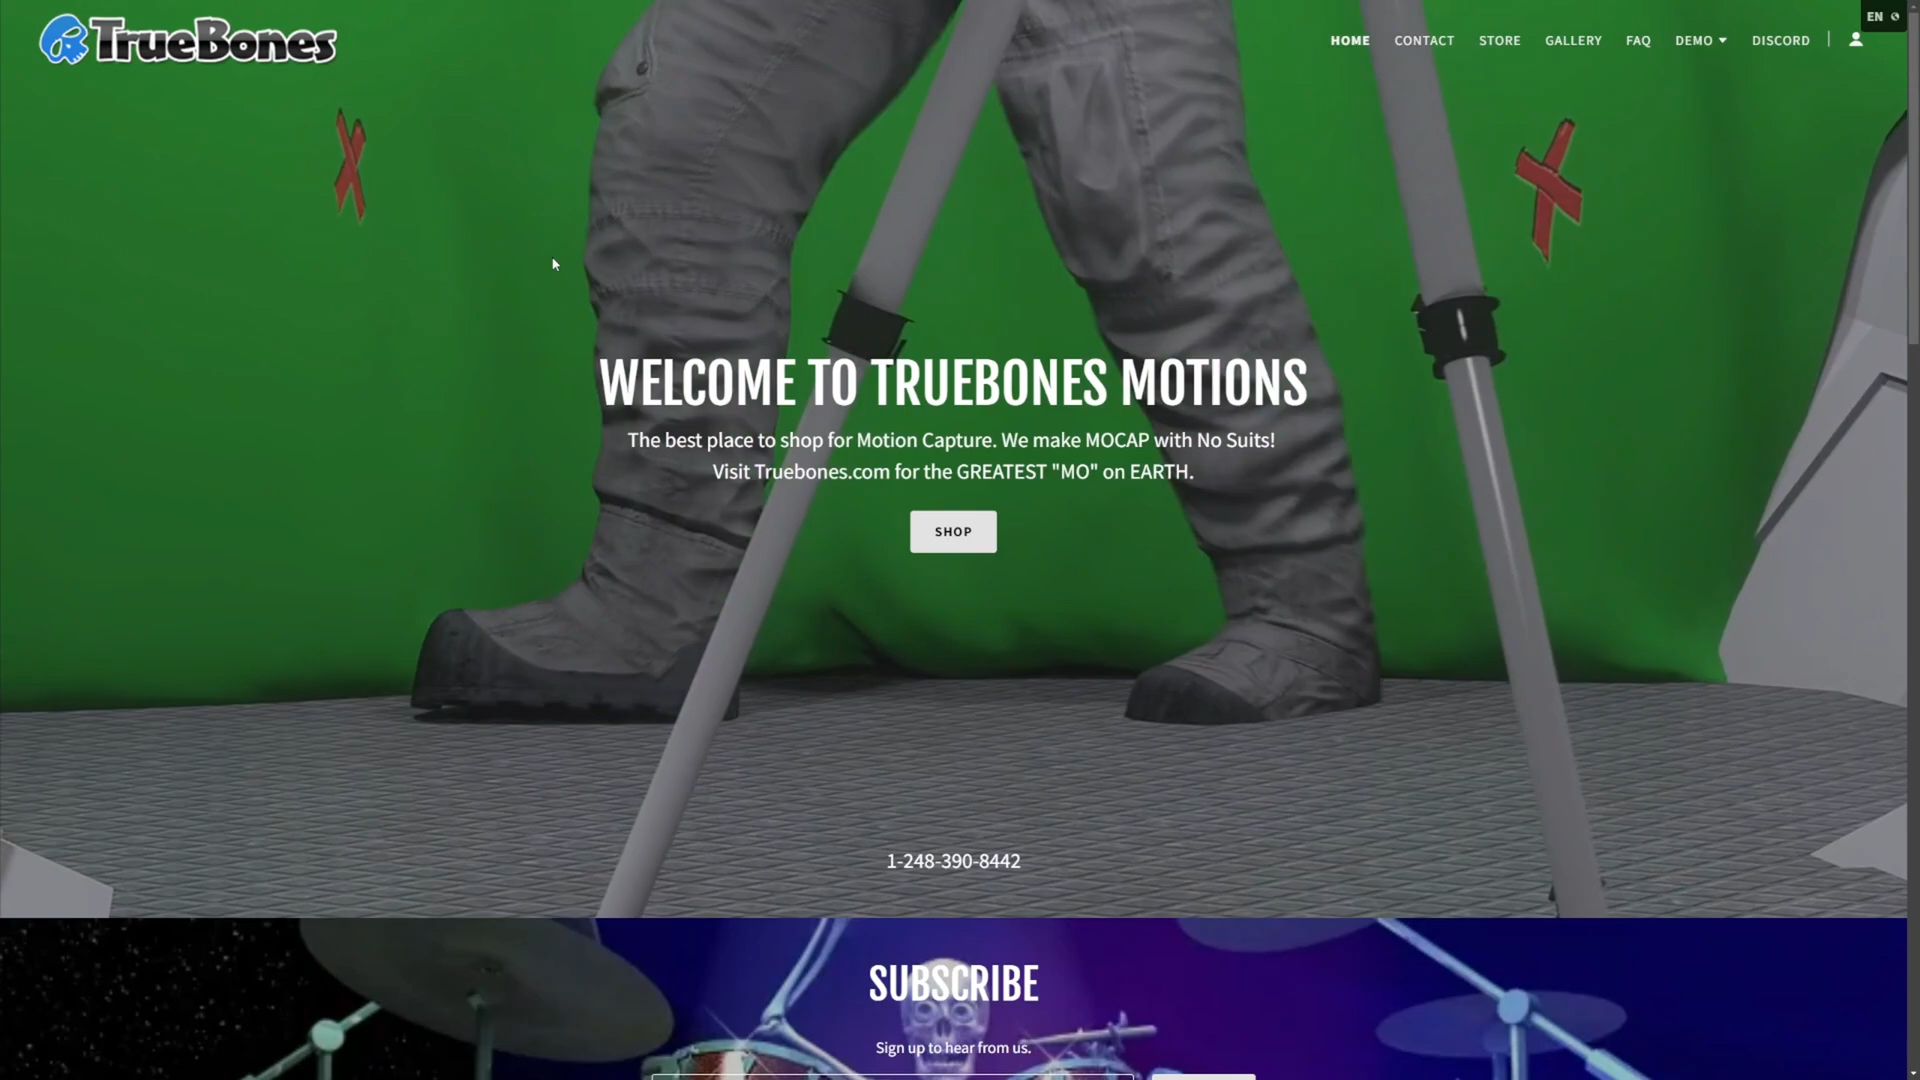 TrueBones
HOME CONTACT STORE GALLERY FAQ DEMO DISCORD
EN
WELCOME TO TRUEBONES MOTIONS
The best place to shop for Motion Capture. We make MOCAP with No Suits!
Visit Truebones.com for the GREATEST "MO" on EARTH.
SHOP
1-248-390-8442
SUBSCRIBE
Sign up to hear from us.